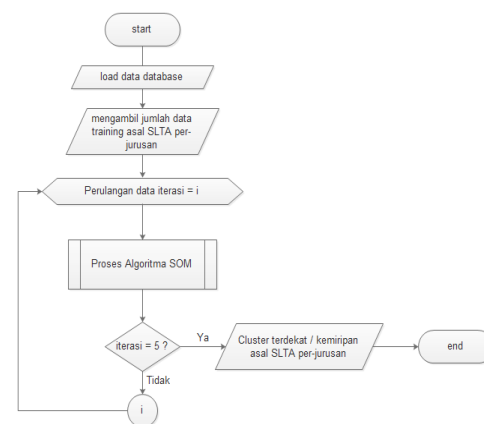 start
load data database
mengambil jumlah data
training asal SLTA per-
jurusan
Perulangan data iterasi = i
Proses Algoritma SOM
iterasi = 5 ?
Ya
Cluster terdekat / kemiripan
asal SLTA per-jurusan
end
Tidak
i